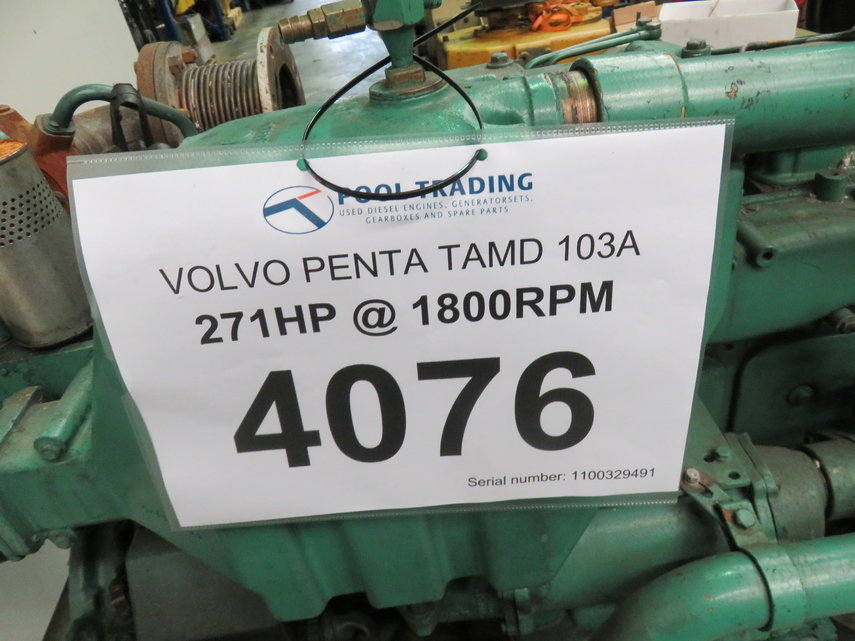 POOL TRADING
USED DIESEL ENGINES, GENERATORSETS,
GEARBOXES AND SPARE PARTS
VOLVO PENTA TAMD 103A
271HP @ 1800RPM
4076
Serial number: 1100329491